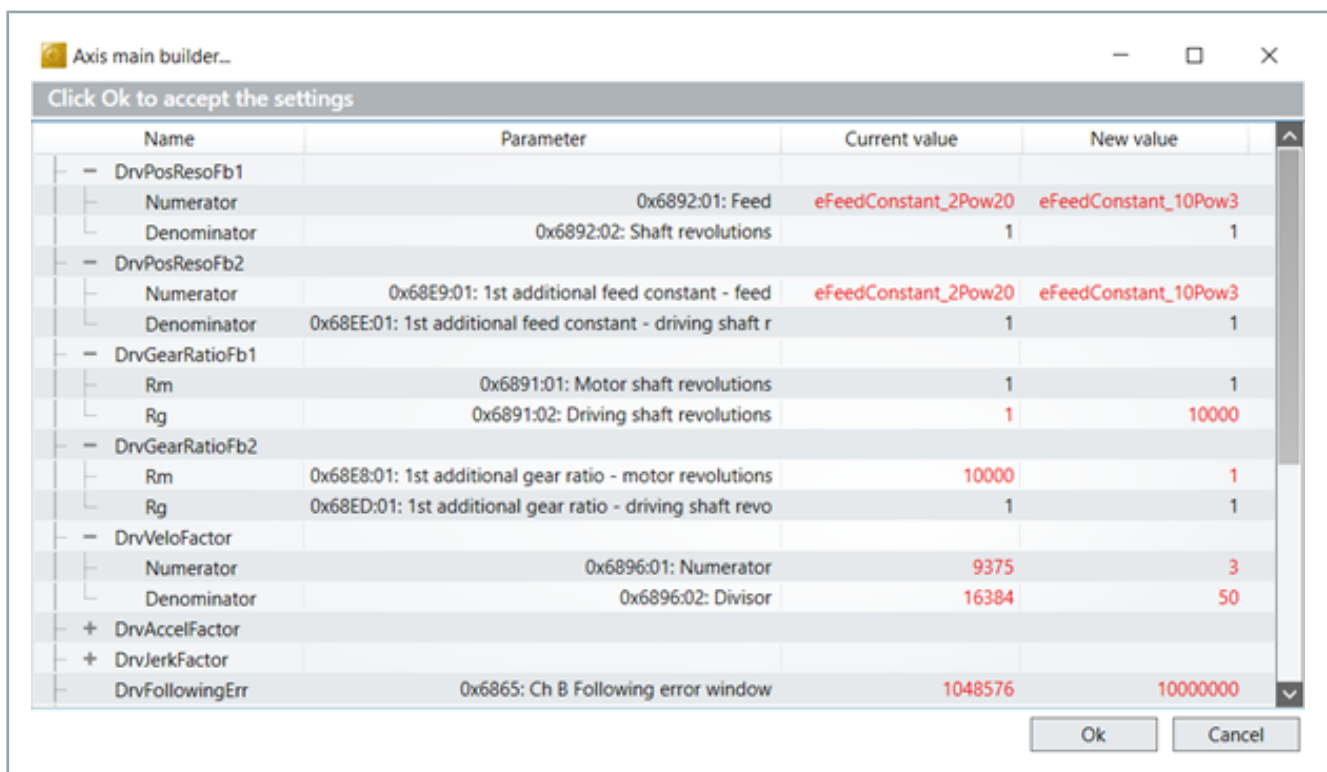 Axis main builder...
Click Ok to accept the settings
Name Parameter Current value New value
DrvPosResoFb1
Numerator 0x6892:01: Feed eFeedConstant_2Pow20 eFeedConstant_10Pow3
Denominator 0x6892:02: Shaft revolutions 1 1
DrvPosResoFb2
Numerator 0x68E9:01: 1st additional feed constant - feed eFeedConstant_2Pow20 eFeedConstant_10Pow3
Denominator 0x68EE:01: 1st additional feed constant - driving shaft r 1 1
DrvGearRatioFb1
Rm 0x6891:01: Motor shaft revolutions 1 1
Rg 0x6891:02: Driving shaft revolutions 1 10000
DrvGearRatioFb2
Rm 0x68E8:01: 1st additional gear ratio - motor revolutions 10000 1
Rg 0x68ED:01: 1st additional gear ratio - driving shaft revo 1 1
DrvVeloFactor
Numerator 0x6896:01: Numerator 9375 3
Denominator 0x6896:02: Divisor 16384 50
DrvAccelFactor
DrvJerkFactor
DrvFollowingErr 0x6865: Ch B Following error window 1048576 10000000
Ok Cancel